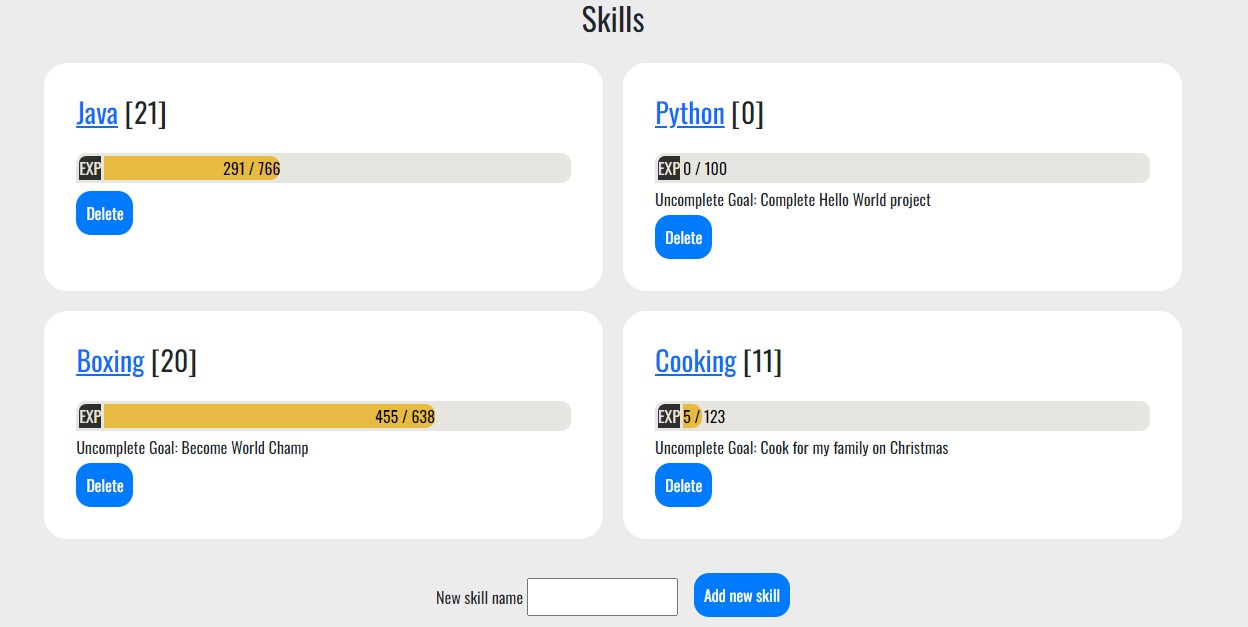 Skills
Java [21]
EXP 291 / 766
Delete
Python [0]
EXP 0 / 100
Uncomplete Goal: Complete Hello World project
Delete
Boxing [20]
EXP 455 / 638
Uncomplete Goal: Become World Champ
Delete
Cooking [11]
EXP 5 / 123
Uncomplete Goal: Cook for my family on Christmas
Delete
New skill name Add new skill